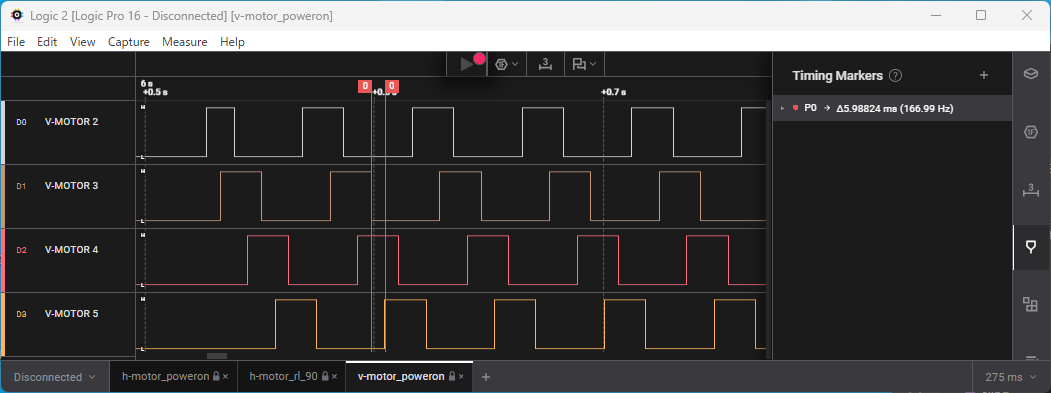 Logic 2 [Logic Pro 16 - Disconnected] [v-motor_poweron]
File Edit View Capture Measure Help
Timing Markers ? +
6 s
+0.5 s
0
0
+0.7 s
P0 → Δ5.98824 ms (166.99 Hz)
D0 V-MOTOR 2 H L
D1 V-MOTOR 3 H L
D2 V-MOTOR 4 H L
D3 V-MOTOR 5 H L
Disconnected h-motor_poweron × h-motor_rl_90 × v-motor_poweron × + 275 ms